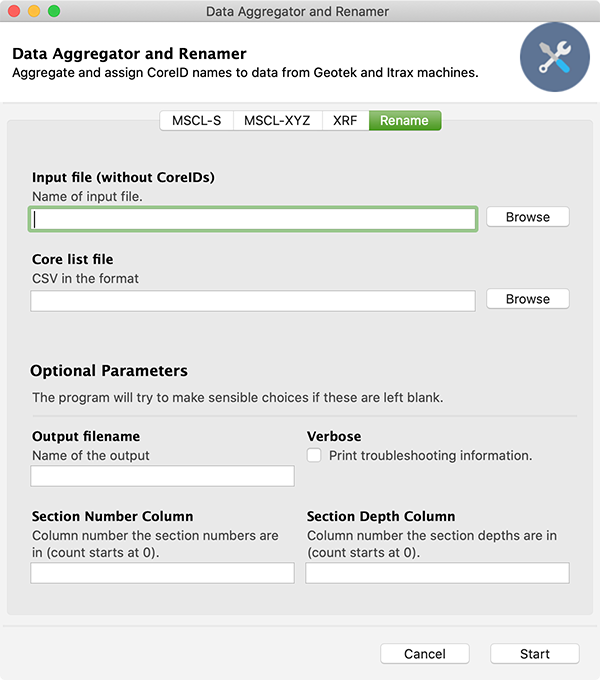 Data Aggregator and Renamer
Data Aggregator and Renamer
Aggregate and assign CoreID names to data from Geotek and Itrax machines.
MSCL-S MSCL-XYZ XRF Rename
Input file (without CoreIDs)
Name of input file.
Browse
Core list file
CSV in the format
Browse
Optional Parameters
The program will try to make sensible choices if these are left blank.
Output filename
Name of the output
Verbose
Print troubleshooting information.
Section Number Column
Column number the section numbers are
in (count starts at 0).
Section Depth Column
Column number the section depths are in
(count starts at 0).
Cancel Start